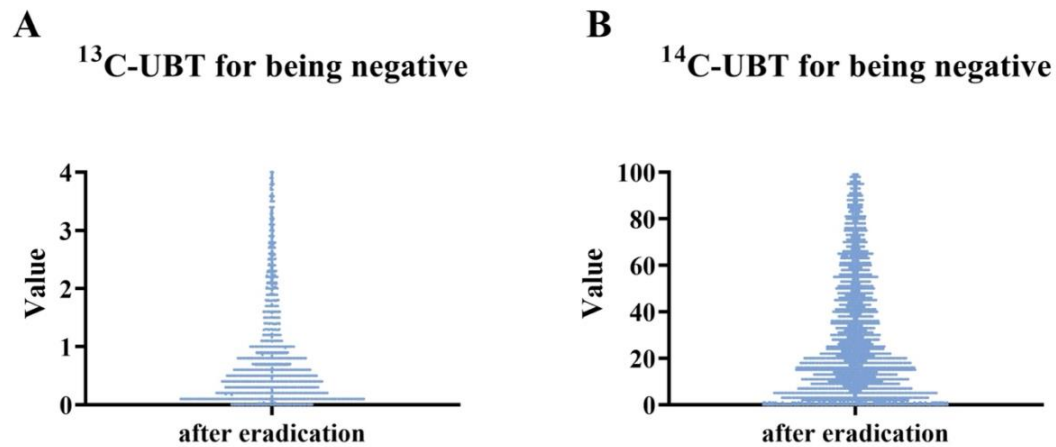 A
¹³C-UBT for being negative
4
3
2
1
0
Value
after eradication
B
¹⁴C-UBT for being negative
100
80
60
40
20
0
Value
after eradication